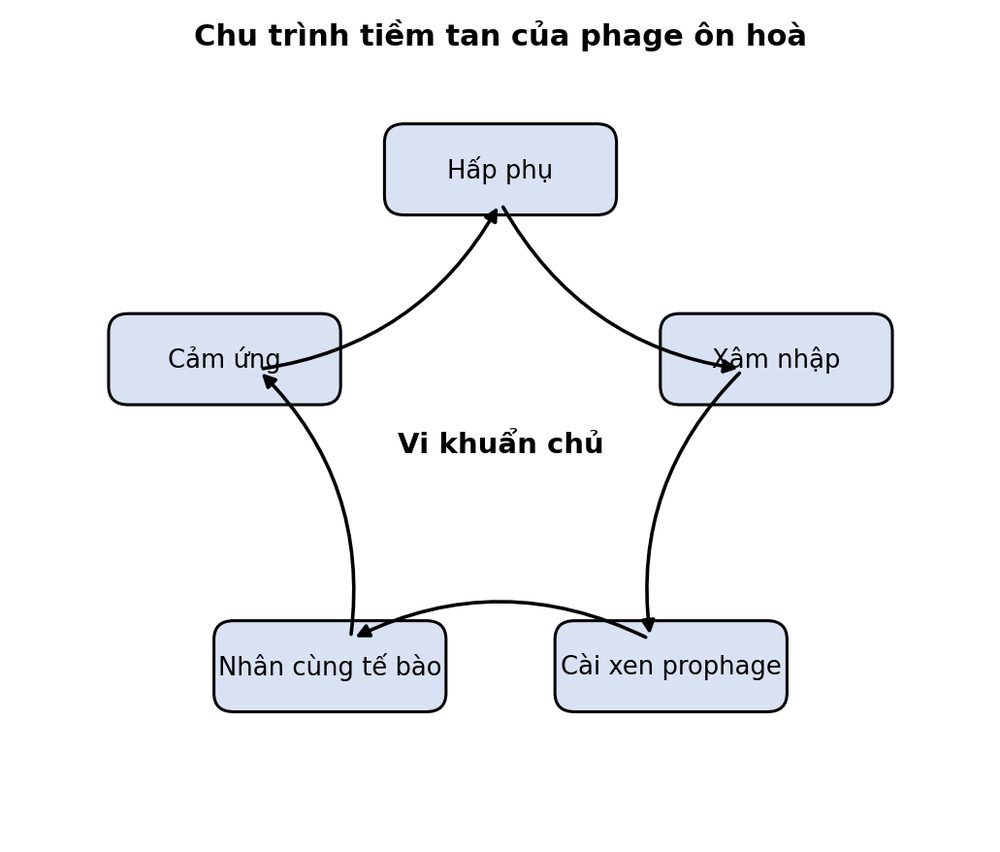 Chu trình tiềm tan của phage ôn hoà
Hấp phụ
Cảm ứng
Xâm nhập
Vi khuẩn chủ
Nhân cùng tế bào
Cài xen prophage